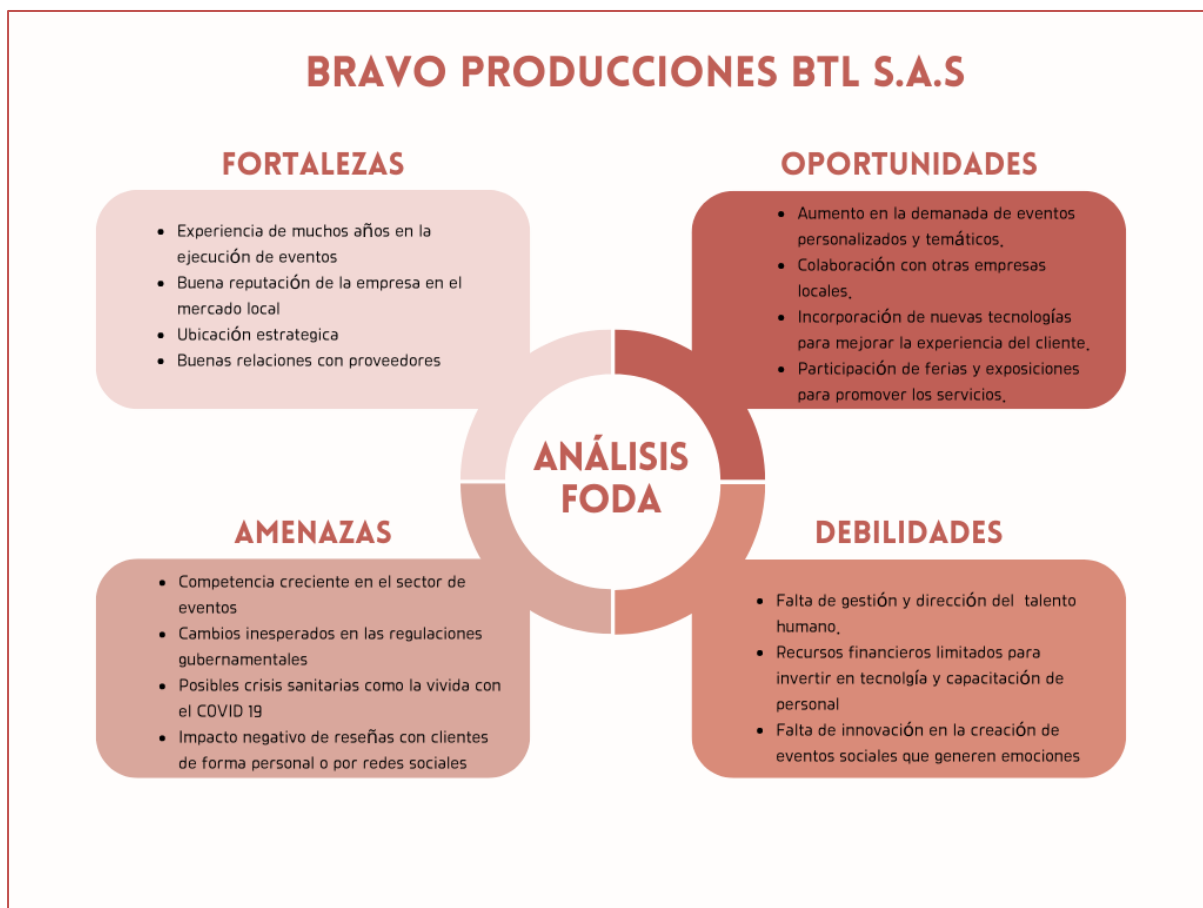 BRAVO PRODUCCIONES BTL S.A.S
FORTALEZAS
• Experiencia de muchos años en la
ejecución de eventos
• Buena reputación de la empresa en el
mercado local
• Ubicación estrategica
• Buenas relaciones con proveedores
OPORTUNIDADES
• Aumento en la demanada de eventos
personalizados y temáticos.
• Colaboración con otras empresas
locales.
• Incorporación de nuevas tecnologías
para mejorar la experiencia del cliente.
• Participación de ferias y exposiciones
para promover los servicios.
ANÁLISIS
FODA
AMENAZAS
• Competencia creciente en el sector de
eventos
• Cambios inesperados en las regulaciones
gubernamentales
• Posibles crisis sanitarias como la vivida con
el COVID 19
• Impacto negativo de reseñas con clientes
de forma personal o por redes sociales
DEBILIDADES
• Falta de gestión y dirección del talento
humano.
• Recursos financieros limitados para
invertir en tecnolgía y capacitación de
personal
• Falta de innovación en la creación de
eventos sociales que generen emociones